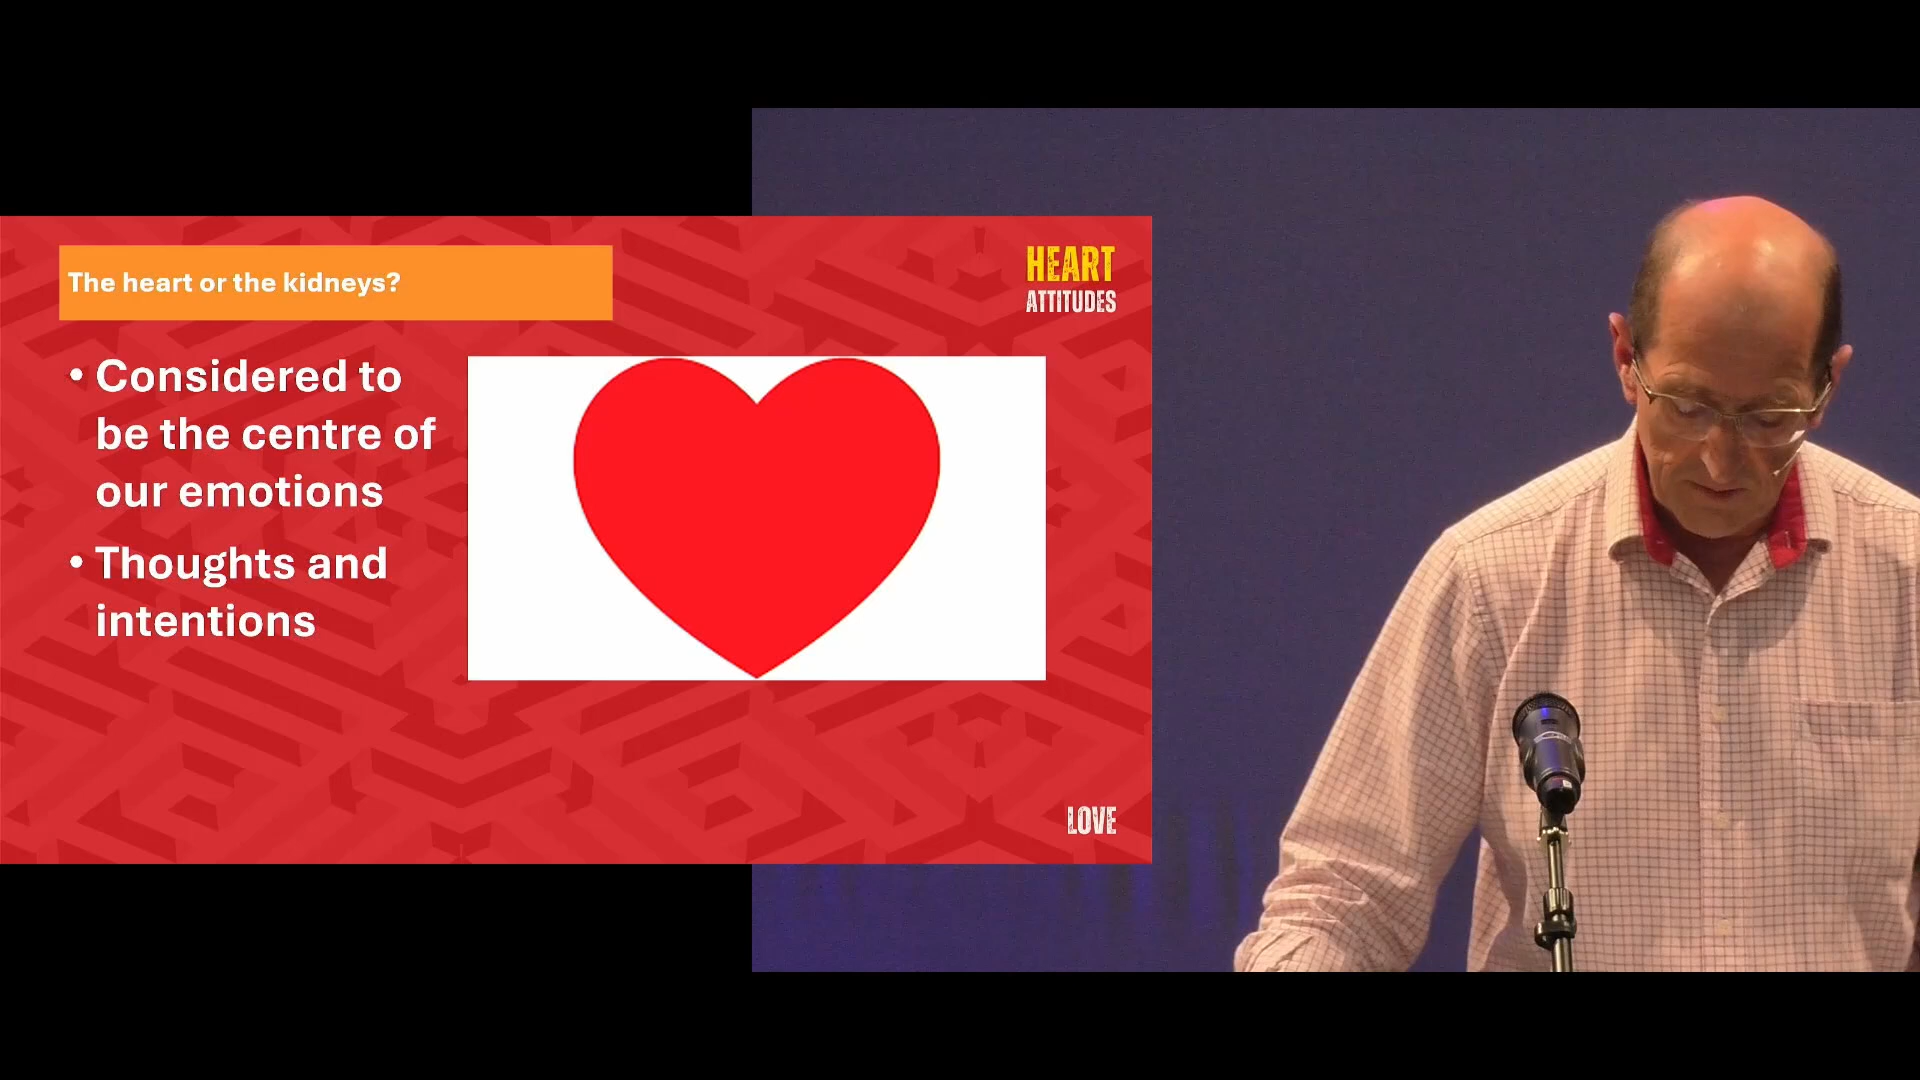 The heart or the kidneys?
HEART
ATTITUDES
• Considered to
be the centre of
our emotions
• Thoughts and
intentions
LOVE